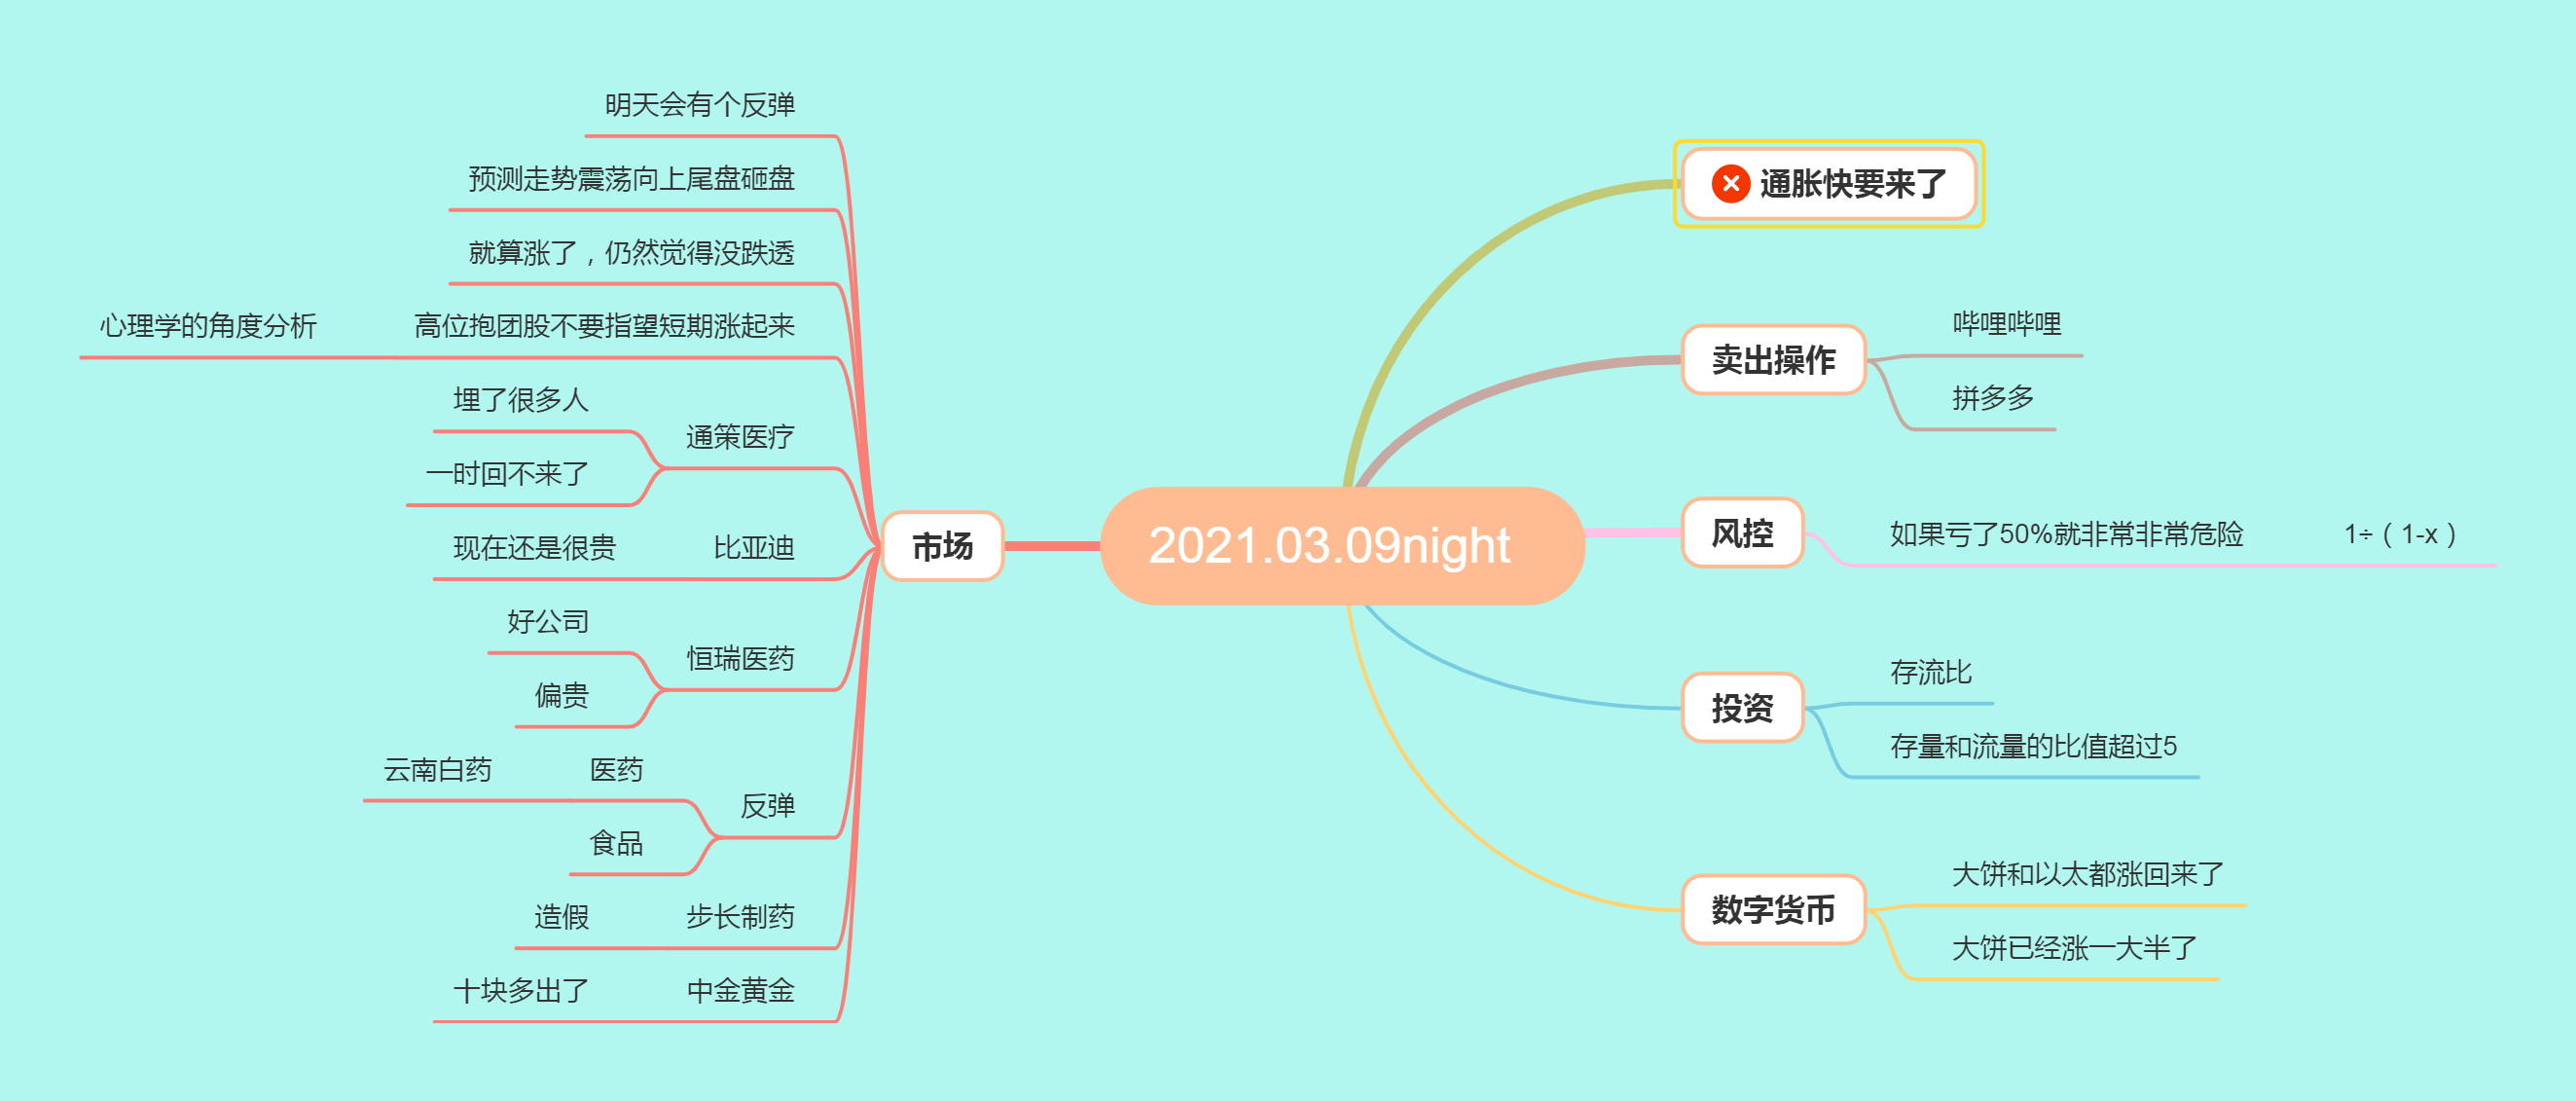 2021.03.09night
通胀快要来了
卖出操作
哔哩哔哩
拼多多
风控
如果亏了50%就非常非常危险
1÷（1-x）
投资
存流比
存量和流量的比值超过5
数字货币
大饼和以太都涨回来了
大饼已经涨一大半了
市场
明天会有个反弹
预测走势震荡向上尾盘砸盘
就算涨了，仍然觉得没跌透
高位抱团股不要指望短期涨起来
心理学的角度分析
通策医疗
埋了很多人
一时回不来了
比亚迪
现在还是很贵
恒瑞医药
好公司
偏贵
反弹
医药
云南白药
食品
步长制药
造假
中金黄金
十块多出了